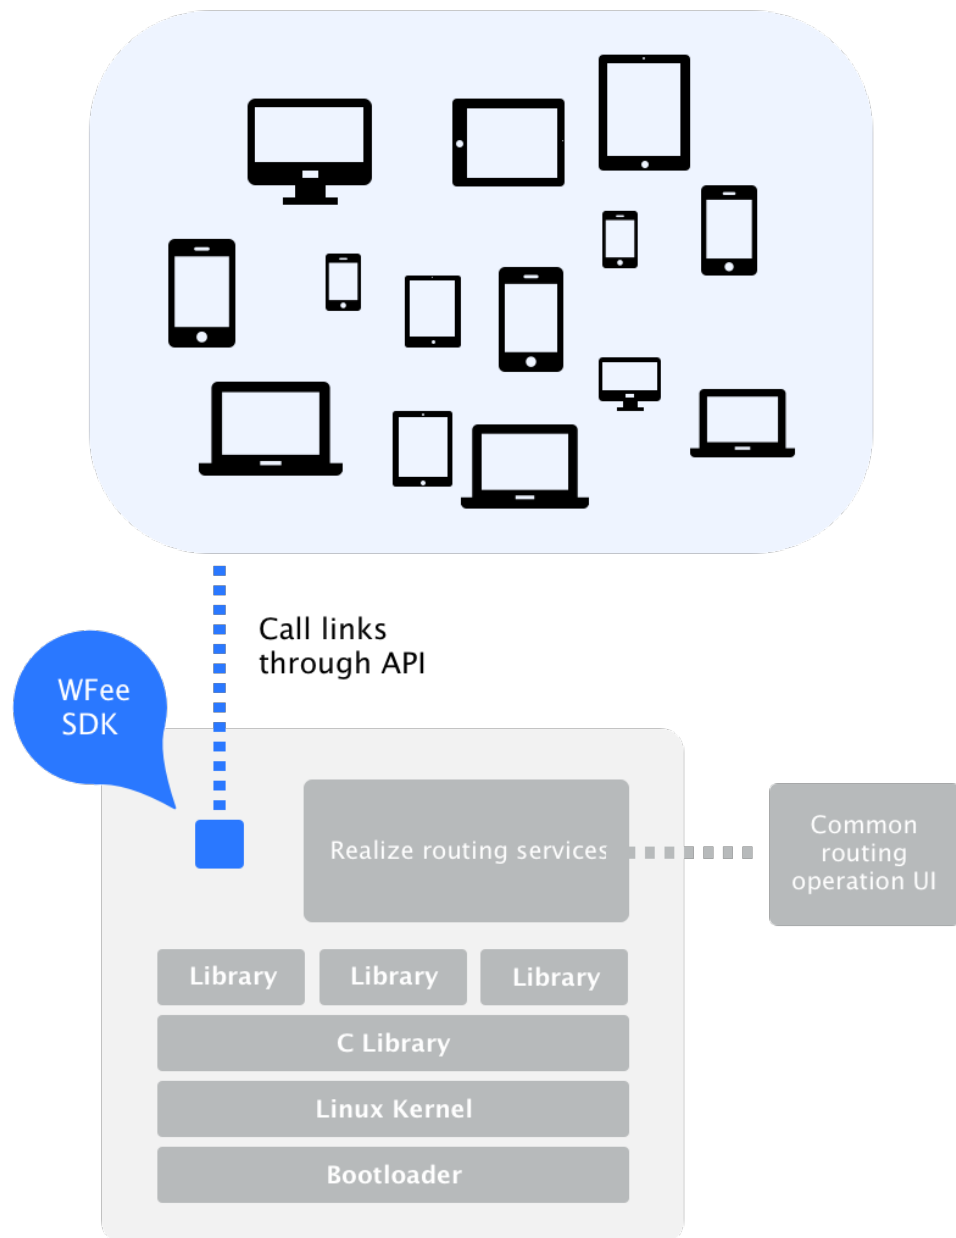 Call links
through API
WFee
SDK
Realize routing services
Common
routing
operation UI
Library
Library
Library
C Library
Linux Kernel
Bootloader